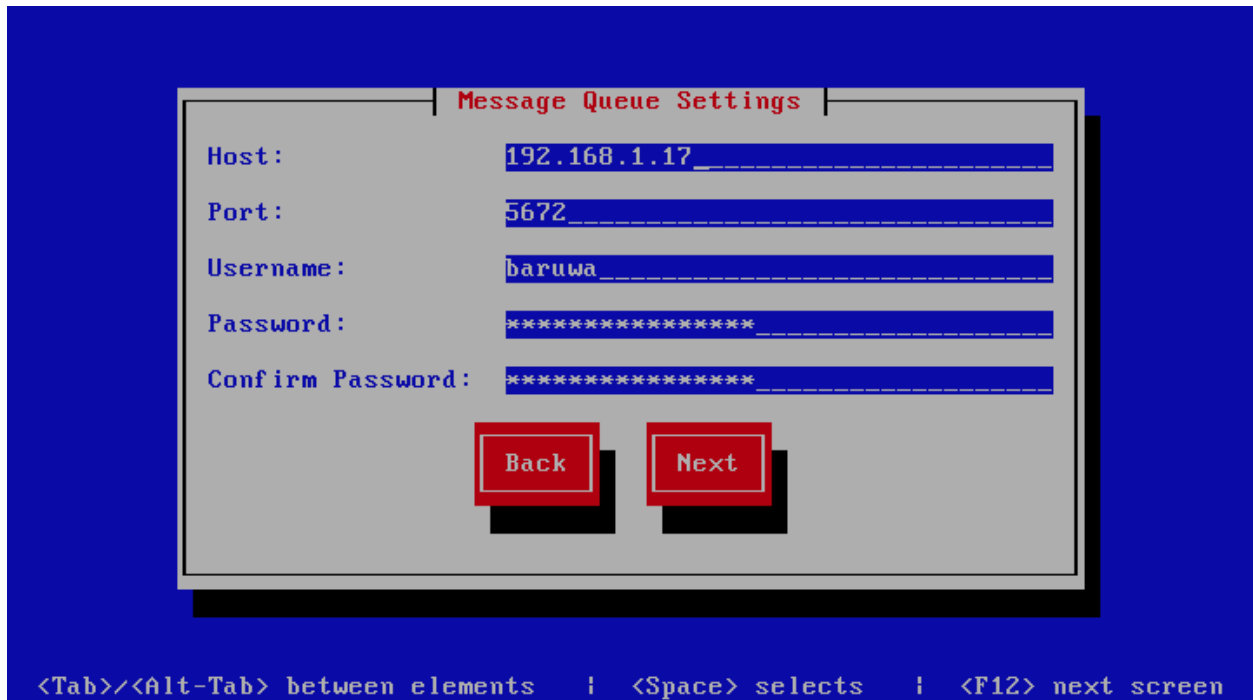 Message Queue Settings
Host: 192.168.1.17_
Port: 5672
Username: baruwa
Password: ****************
Confirm Password: ****************
Back Next
<Tab>/<Alt-Tab> between elements ¦ <Space> selects ¦ <F12> next screen